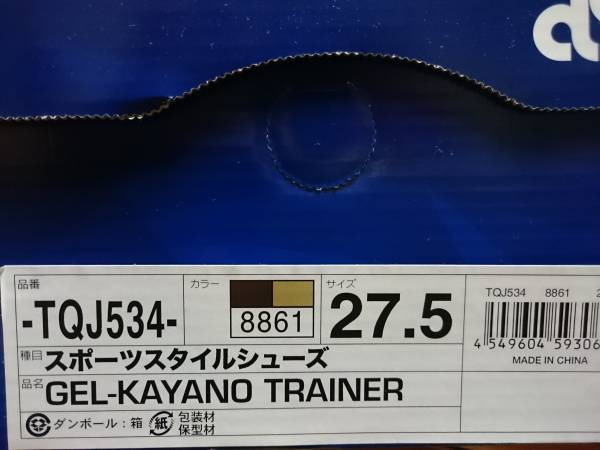 品番
-TQJ534-
カラー
8861
サイズ
27.5
種目 スポーツスタイルシューズ
品名 GEL-KAYANO TRAINER
ダンボール：箱 紙 包装材
保型材
TQJ534 8861 2
4 549604 59306
MADE IN CHINA